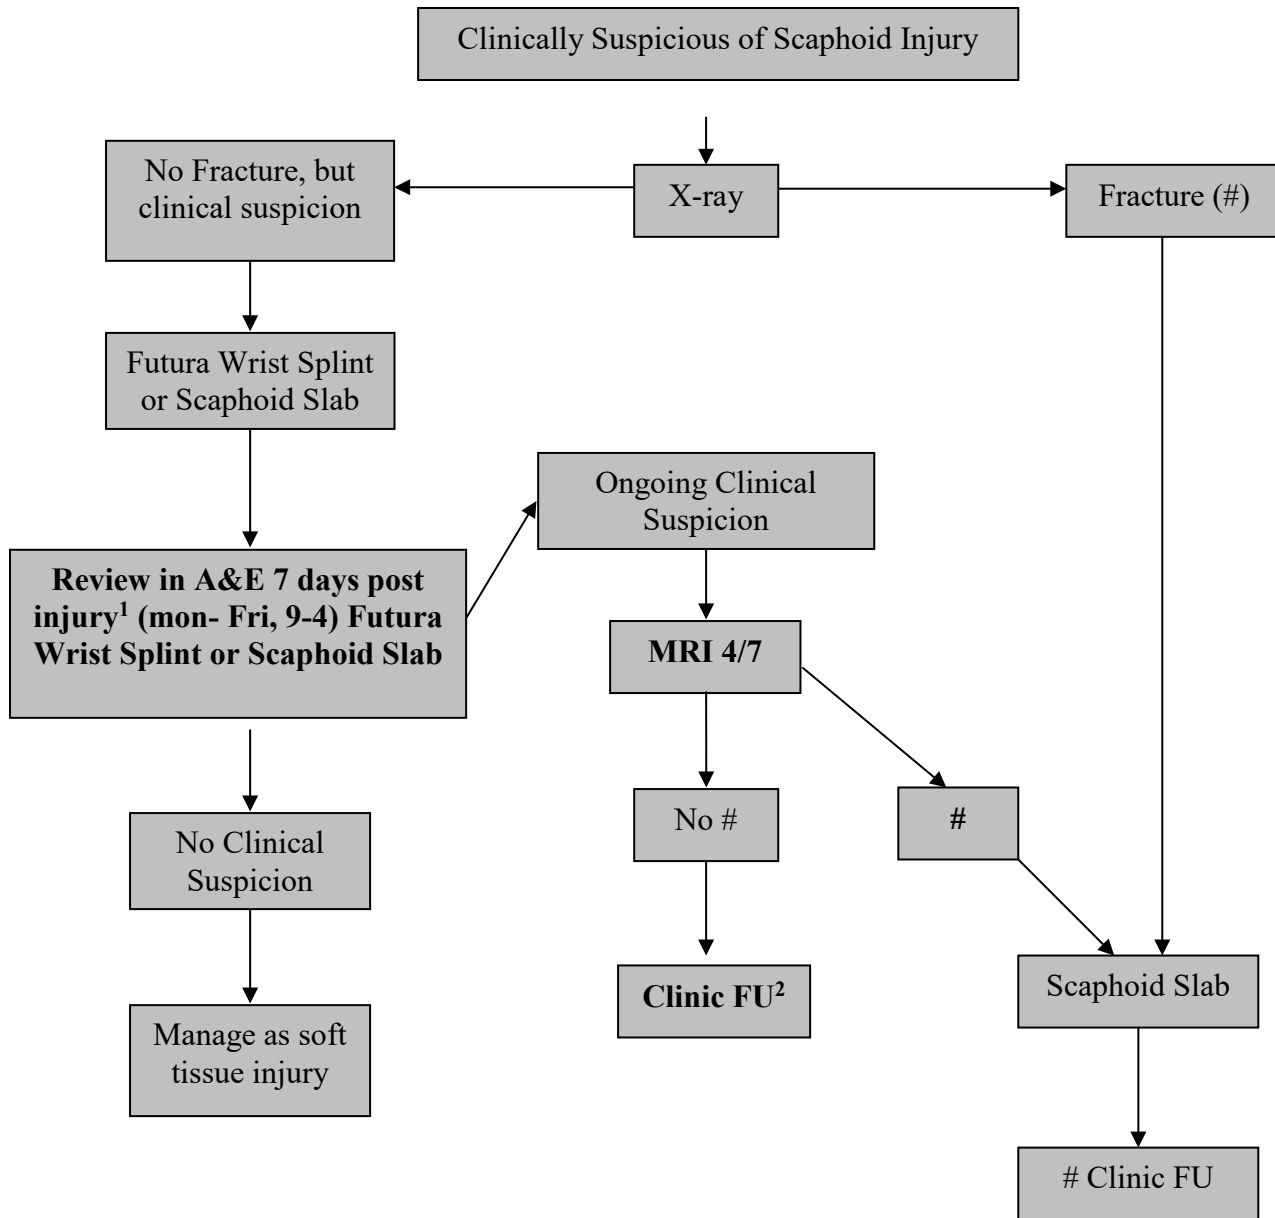 Clinically Suspicious of Scaphoid Injury
No Fracture, but
clinical suspicion
X-ray
Fracture (#)
Futura Wrist Splint
or Scaphoid Slab
Ongoing Clinical
Suspicion
Review in A&E 7 days post
injury¹ (mon- Fri, 9-4) Futura
Wrist Splint or Scaphoid Slab
MRI 4/7
No #
#
No Clinical
Suspicion
Clinic FU²
Scaphoid Slab
Manage as soft
tissue injury
# Clinic FU